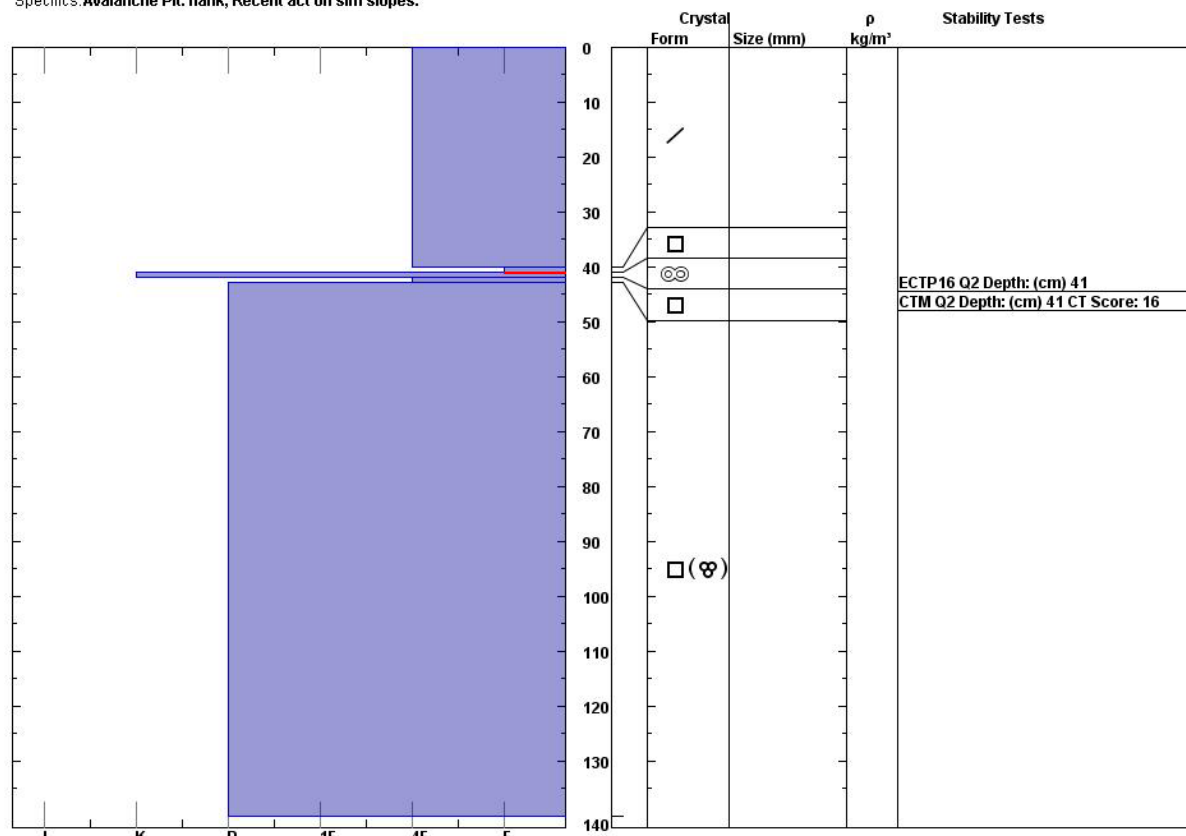 Specifics: Avalanche Pit. flank, Recent act on sim slopes.
Crystal ρ Stability Tests
Form Size (mm) kg/m³
0
10
20
30
40
ECTP16 Q2 Depth: (cm) 41
CTM Q2 Depth: (cm) 41 CT Score: 16
50
60
70
80
90
100
110
120
130
140
I K P 1F 4F F